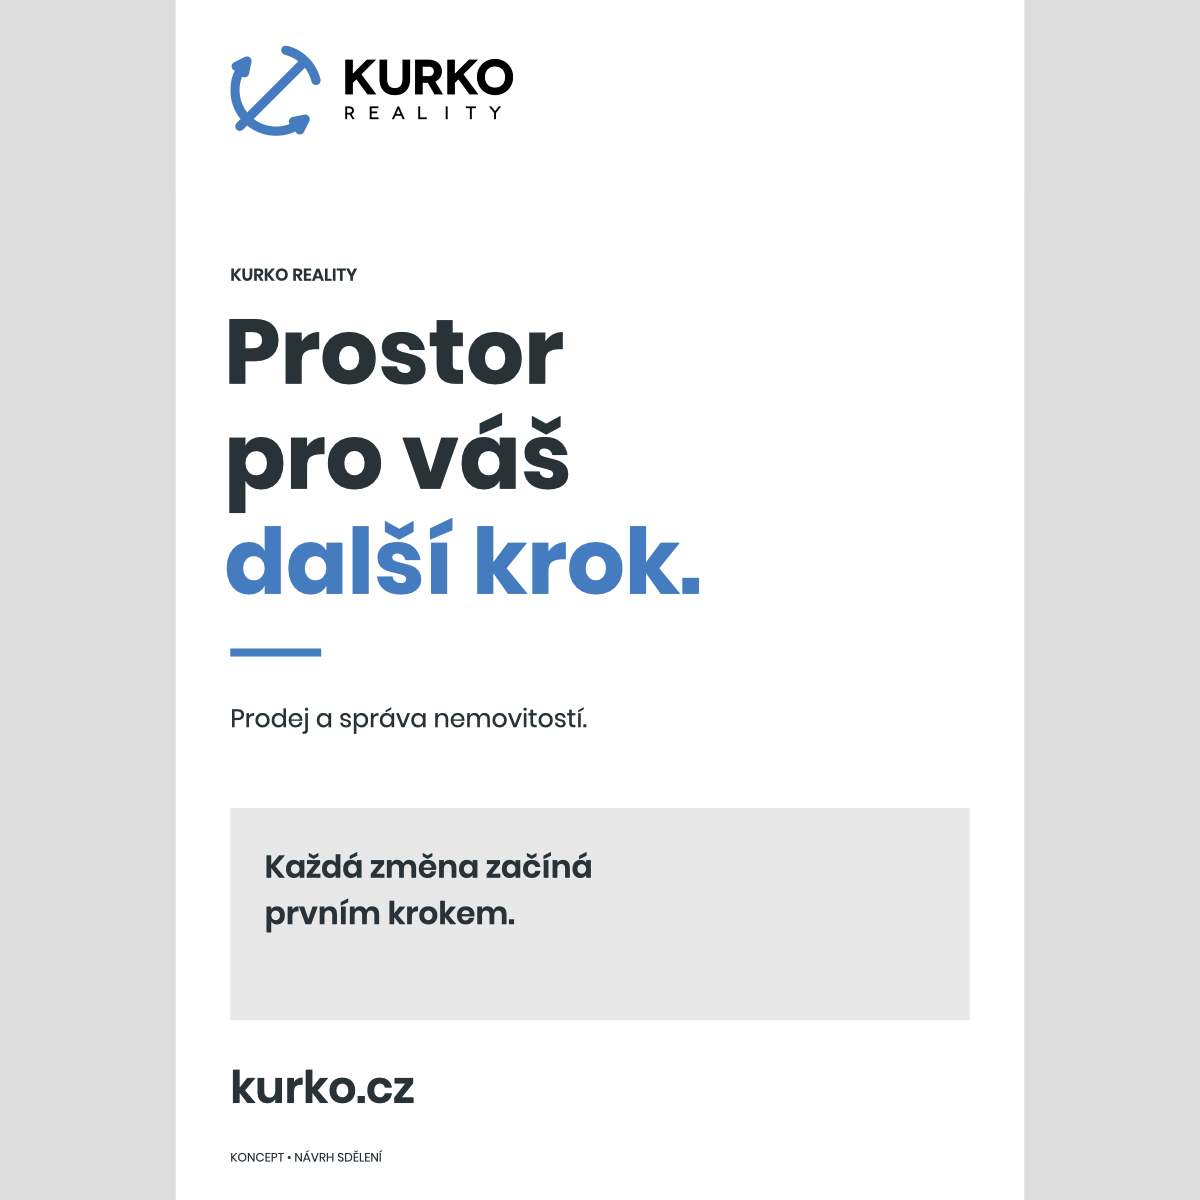 KURKO
REALITY
KURKO REALITY
Prostor
pro váš
další krok.
Prodej a správa nemovitostí.
Každá změna začíná
prvním krokem.
kurko.cz
KONCEPT • NÁVRH SDĚLENÍ